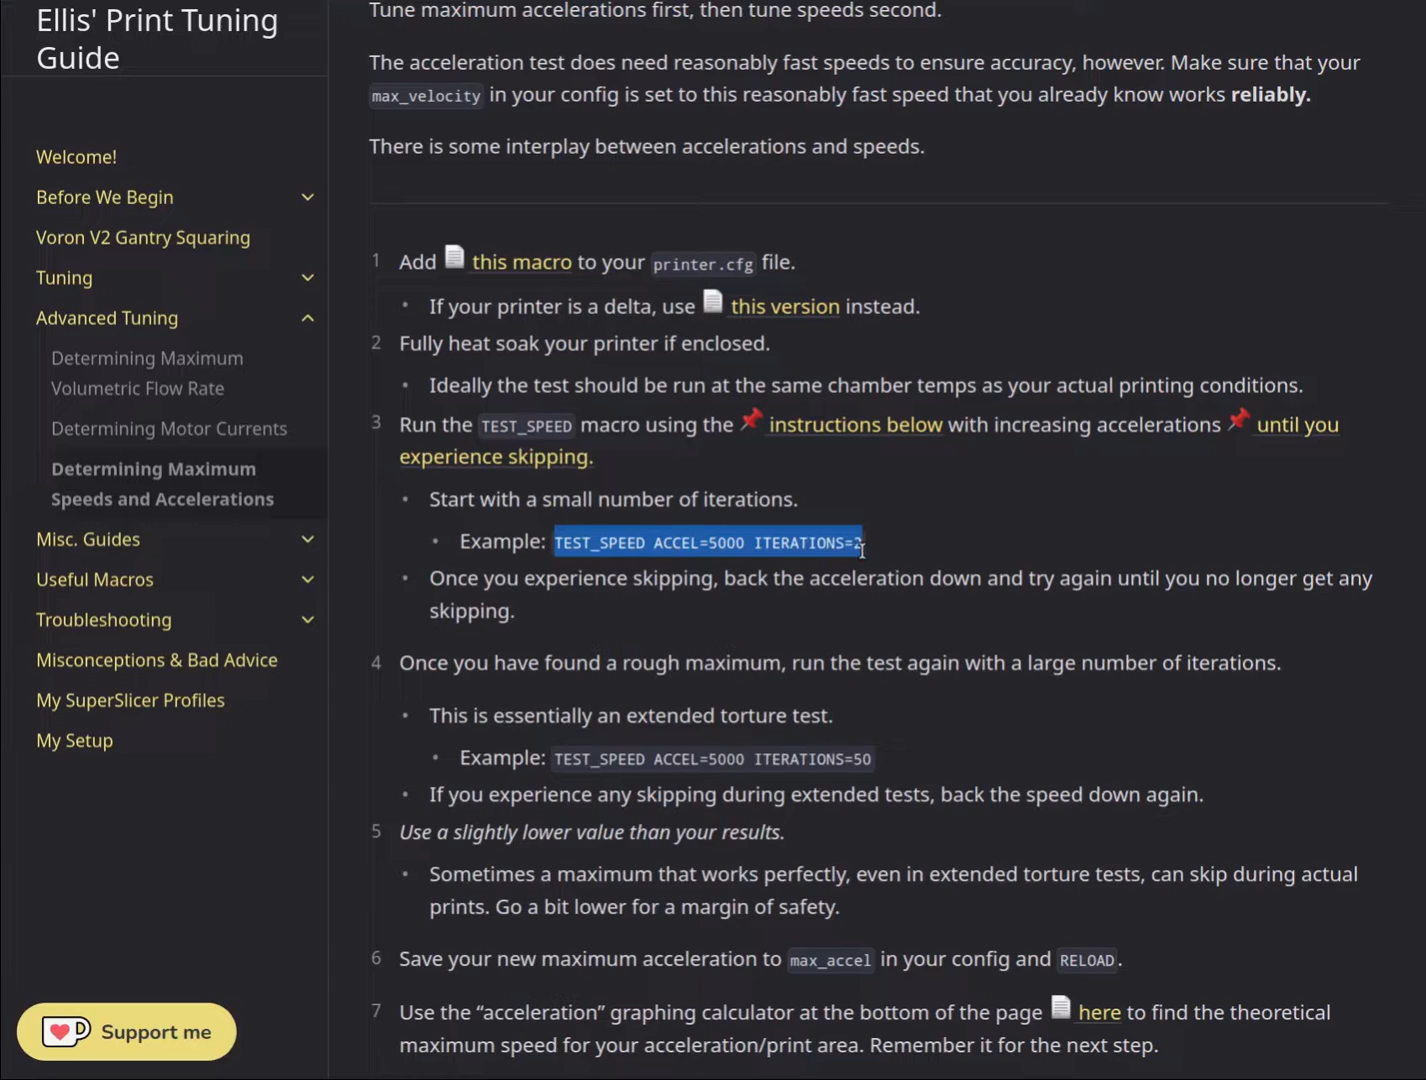 Ellis' Print Tuning
Guide
Welcome!
Before We Begin
Voron V2 Gantry Squaring
Tuning
Advanced Tuning
Determining Maximum
Volumetric Flow Rate
Determining Motor Currents
Determining Maximum
Speeds and Accelerations
Misc. Guides
Useful Macros
Troubleshooting
Misconceptions & Bad Advice
My SuperSlicer Profiles
My Setup
Support me
Tune maximum accelerations first, then tune speeds second.
The acceleration test does need reasonably fast speeds to ensure accuracy, however. Make sure that your
max_velocity in your config is set to this reasonably fast speed that you already know works reliably.
There is some interplay between accelerations and speeds.
1 Add this macro to your printer.cfg file.
• If your printer is a delta, use this version instead.
2 Fully heat soak your printer if enclosed.
• Ideally the test should be run at the same chamber temps as your actual printing conditions.
3 Run the TEST_SPEED macro using the instructions below with increasing accelerations until you
experience skipping.
• Start with a small number of iterations.
• Example: TEST_SPEED ACCEL=5000 ITERATIONS=2
• Once you experience skipping, back the acceleration down and try again until you no longer get any
skipping.
4 Once you have found a rough maximum, run the test again with a large number of iterations.
• This is essentially an extended torture test.
• Example: TEST_SPEED ACCEL=5000 ITERATIONS=50
• If you experience any skipping during extended tests, back the speed down again.
5 Use a slightly lower value than your results.
• Sometimes a maximum that works perfectly, even in extended torture tests, can skip during actual
prints. Go a bit lower for a margin of safety.
6 Save your new maximum acceleration to max_accel in your config and RELOAD.
7 Use the “acceleration” graphing calculator at the bottom of the page here to find the theoretical
maximum speed for your acceleration/print area. Remember it for the next step.